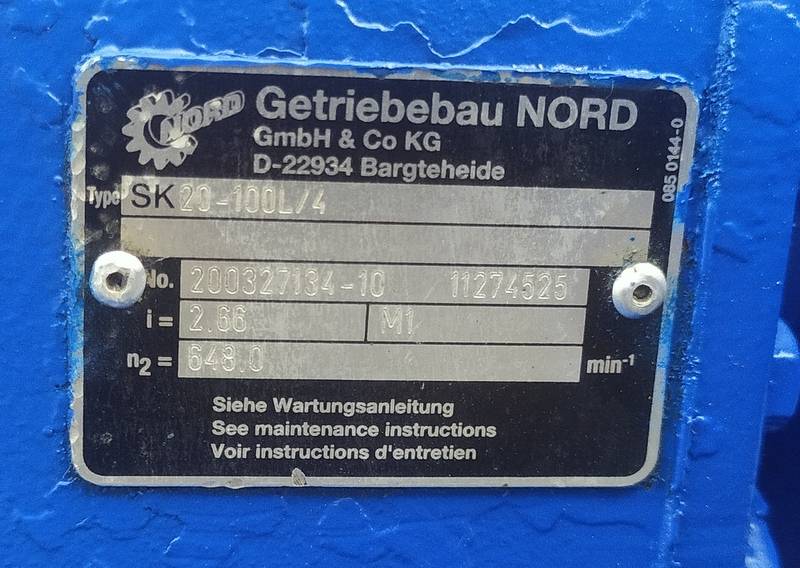 NORD
Getriebebau NORD
GmbH & Co KG
D-22934 Bargteheide
085 0144-0
Type SK 20-100L/4
No. 200327134-10 11274525
i = 2.66 M1
n2 = 648.0 min-1
Siehe Wartungsanleitung
See maintenance instructions
Voir instructions d'entretien